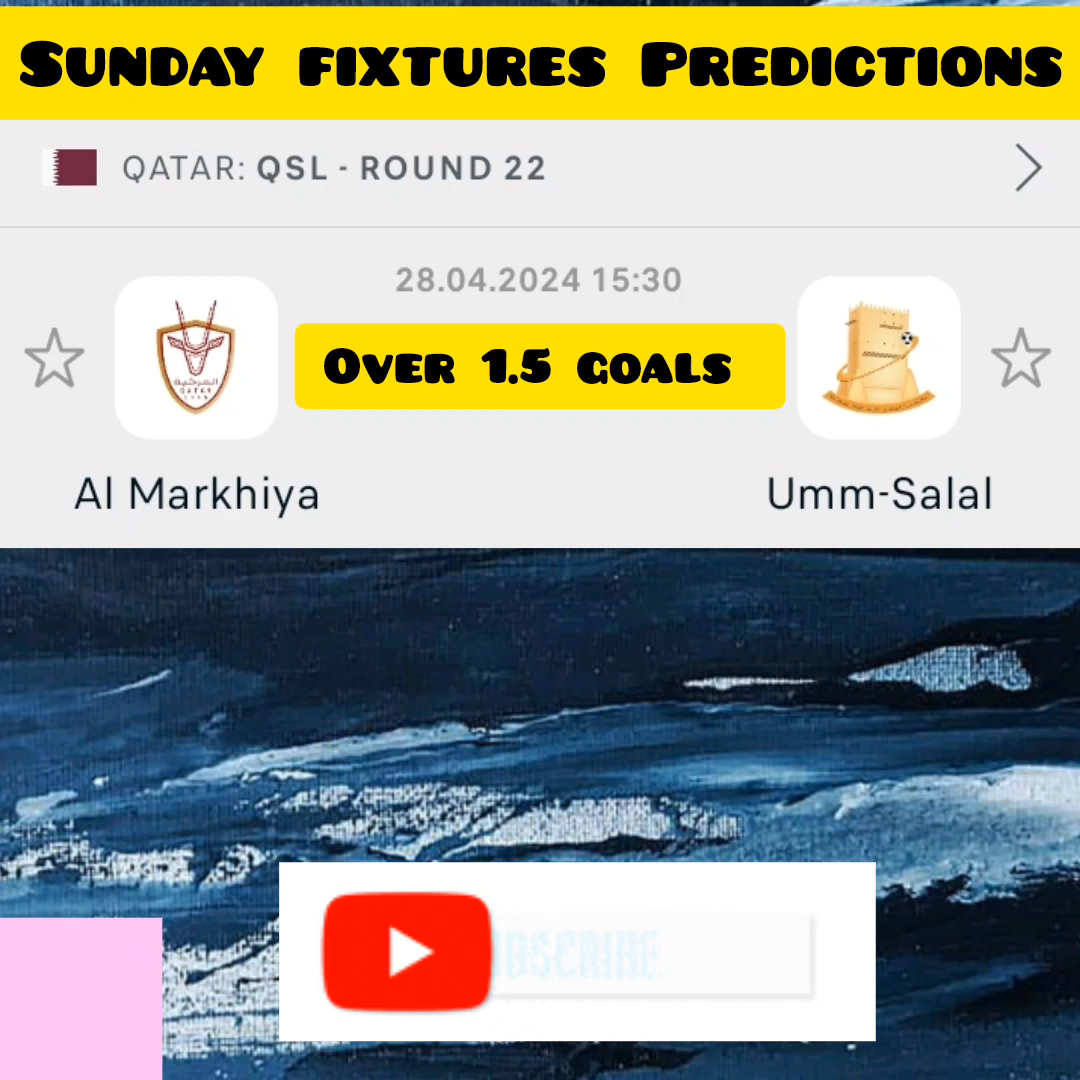 Sunday fixtures Predictions
QATAR: QSL - ROUND 22
28.04.2024 15:30
Over 1.5 goals
Al Markhiya
Umm-Salal